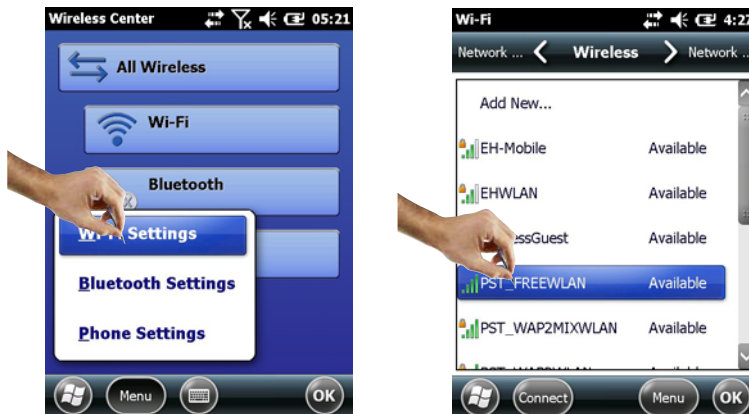 Wireless Center 05:21
All Wireless
Wi-Fi
Bluetooth
Settings
Bluetooth Settings
Phone Settings
Menu
OK
Wi-Fi 4:27
Network ... Wireless Network ...
Add New...
EH-Mobile Available
EHWLAN Available
essGuest Available
PST_FREEWLAN Available
PST_WAP2MIXWLAN Available
Connect Menu OK